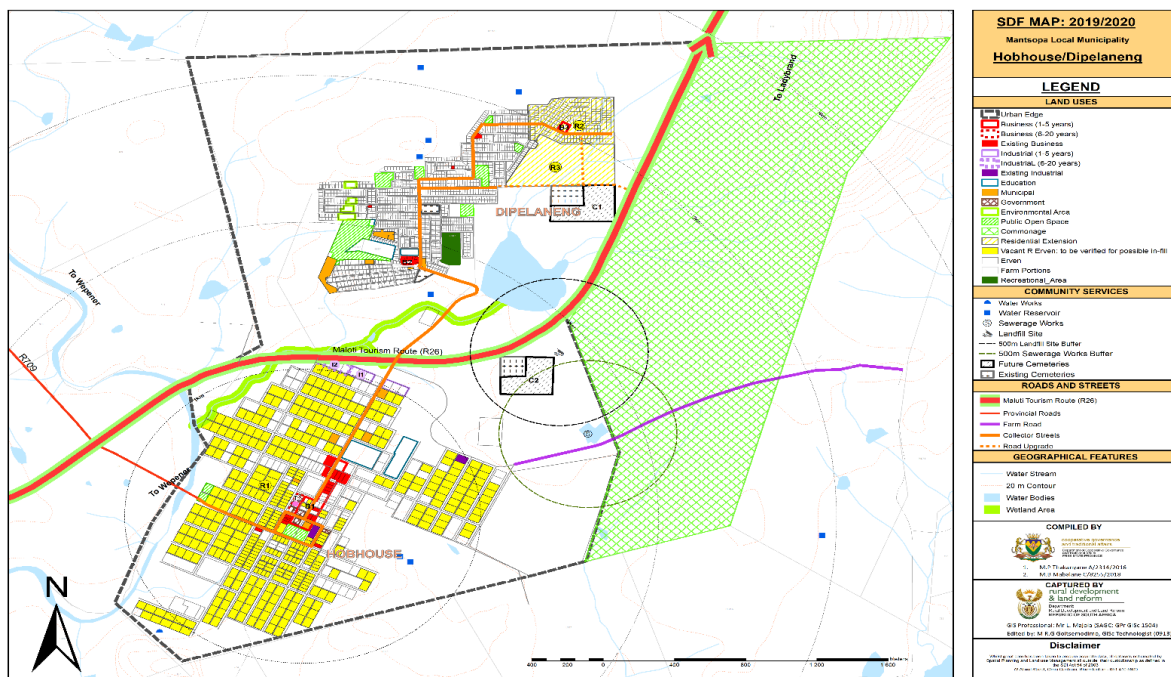 SDF MAP: 2019/2020
Mantsopa Local Municipality
Hobhouse/Dipelaneng
LEGEND
LAND USES
Urban Edge
Business (1-5 years)
Business (6-20 years)
Existing Business
Industrial (1-5 years)
IndustriaL (6-20 years)
Existing Industrial
Education
Municipal
Government
Environmental Area
Public Open Space
Commonage
Residential Extension
Vacant R Erven: to be verified for possible in-fill
Erven
Farm Portions
Recreational_Area
COMMUNITY SERVICES
Water Works
Water Reservoir
Sewerage Works
Landfill Site
500m Sewerage Works Buffer
Future Cemeteries
Existing Cemeteries
ROADS AND STREETS
Maluti Tourism Route (R26)
Provincial Roads
Farm Road
Collector Streets
Road Upgrade
GEOGRAPHICAL FEATURES
Water Stream
20 m Contour
Water Bodies
Wetland Area
COMPILED BY
CAPTURED BY
rural development
& land reform
Disclaimer
To Ladybrand
R2
R3
C1
DIPELANENG
To Wepener
R709
Maloti Tourism Route (R26)
I2
I1
C2
To Wepener
R1
B1
HOBHOUSE
N
400 200 0 400 800 1 200 1 600
Meters